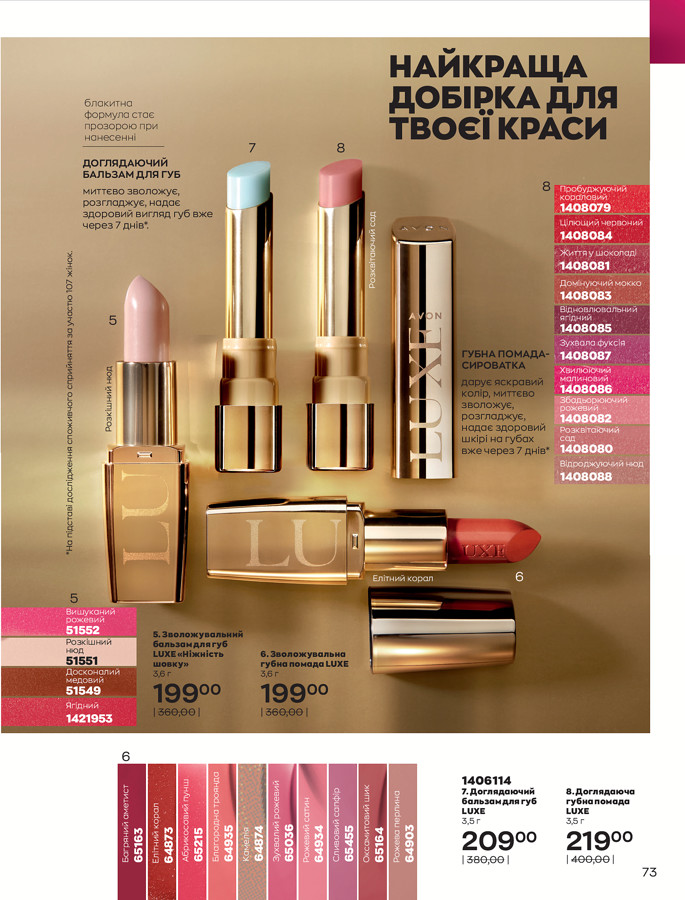 НАЙКРАЩА
ДОБІРКА ДЛЯ
ТВОЄЇ КРАСИ
блакитна
формула стає
прозорою при
нанесенні
ДОГЛЯДАЮЧИЙ
БАЛЬЗАМ ДЛЯ ГУБ
миттєво зволожує,
розгладжує, надає
здоровий вигляд губ вже
через 7 днів*.
7
8
Розквітаючий сад
5
Розкішний нюд
*На підставі дослідження споживчого сприйняття за участю 107 жінок.
AVON
LUXE
ГУБНА ПОМАДА-
СИРОВАТКА
дарує яскравий
колір, миттєво
зволожує,
розгладжує,
надає здоровий
шкірі на губах
вже через 7 днів*
8
Пробуджуючий
кораловий
1408079
Цілющий червоний
1408084
Життя у шоколаді
1408081
Домінуючий мокко
1408083
Відновлювальний
ягідний
1408085
Зухвала фуксія
1408087
Хвилюючий
малиновий
1408086
Збадьорюючий
рожевий
1408082
Розквітаючий
сад
1408080
Відроджуючий нюд
1408088
LU
LU
LUXE
Елітний корал
6
5
Вишуканий
рожевий
51552
Розкішний
нюд
51551
Досконалий
медовий
51549
Ягідний
1421953
5. Зволожувальний
бальзам для губ
LUXE «Ніжність
шовку»
3,6 г
199⁰⁰
| 360,00 |
6. Зволожувальна
губна помада LUXE
3,6 г
199⁰⁰
| 360,00 |
6
Багряний аметист
65163
Елітний корал
64873
Абрикосовий пунш
65215
Благородна троянда
64935
Камелія
64874
Зухвалий рожевий
65036
Рожевий сатин
64934
Сливовий сапфір
65455
Оксамитовий шик
65164
Рожева перлина
64903
1406114
7. Доглядаючий
бальзам для губ
LUXE
3,5 г
209⁰⁰
| 380,00 |
8. Доглядаюча
губна помада
LUXE
3,5 г
219⁰⁰
| 400,00 |
73